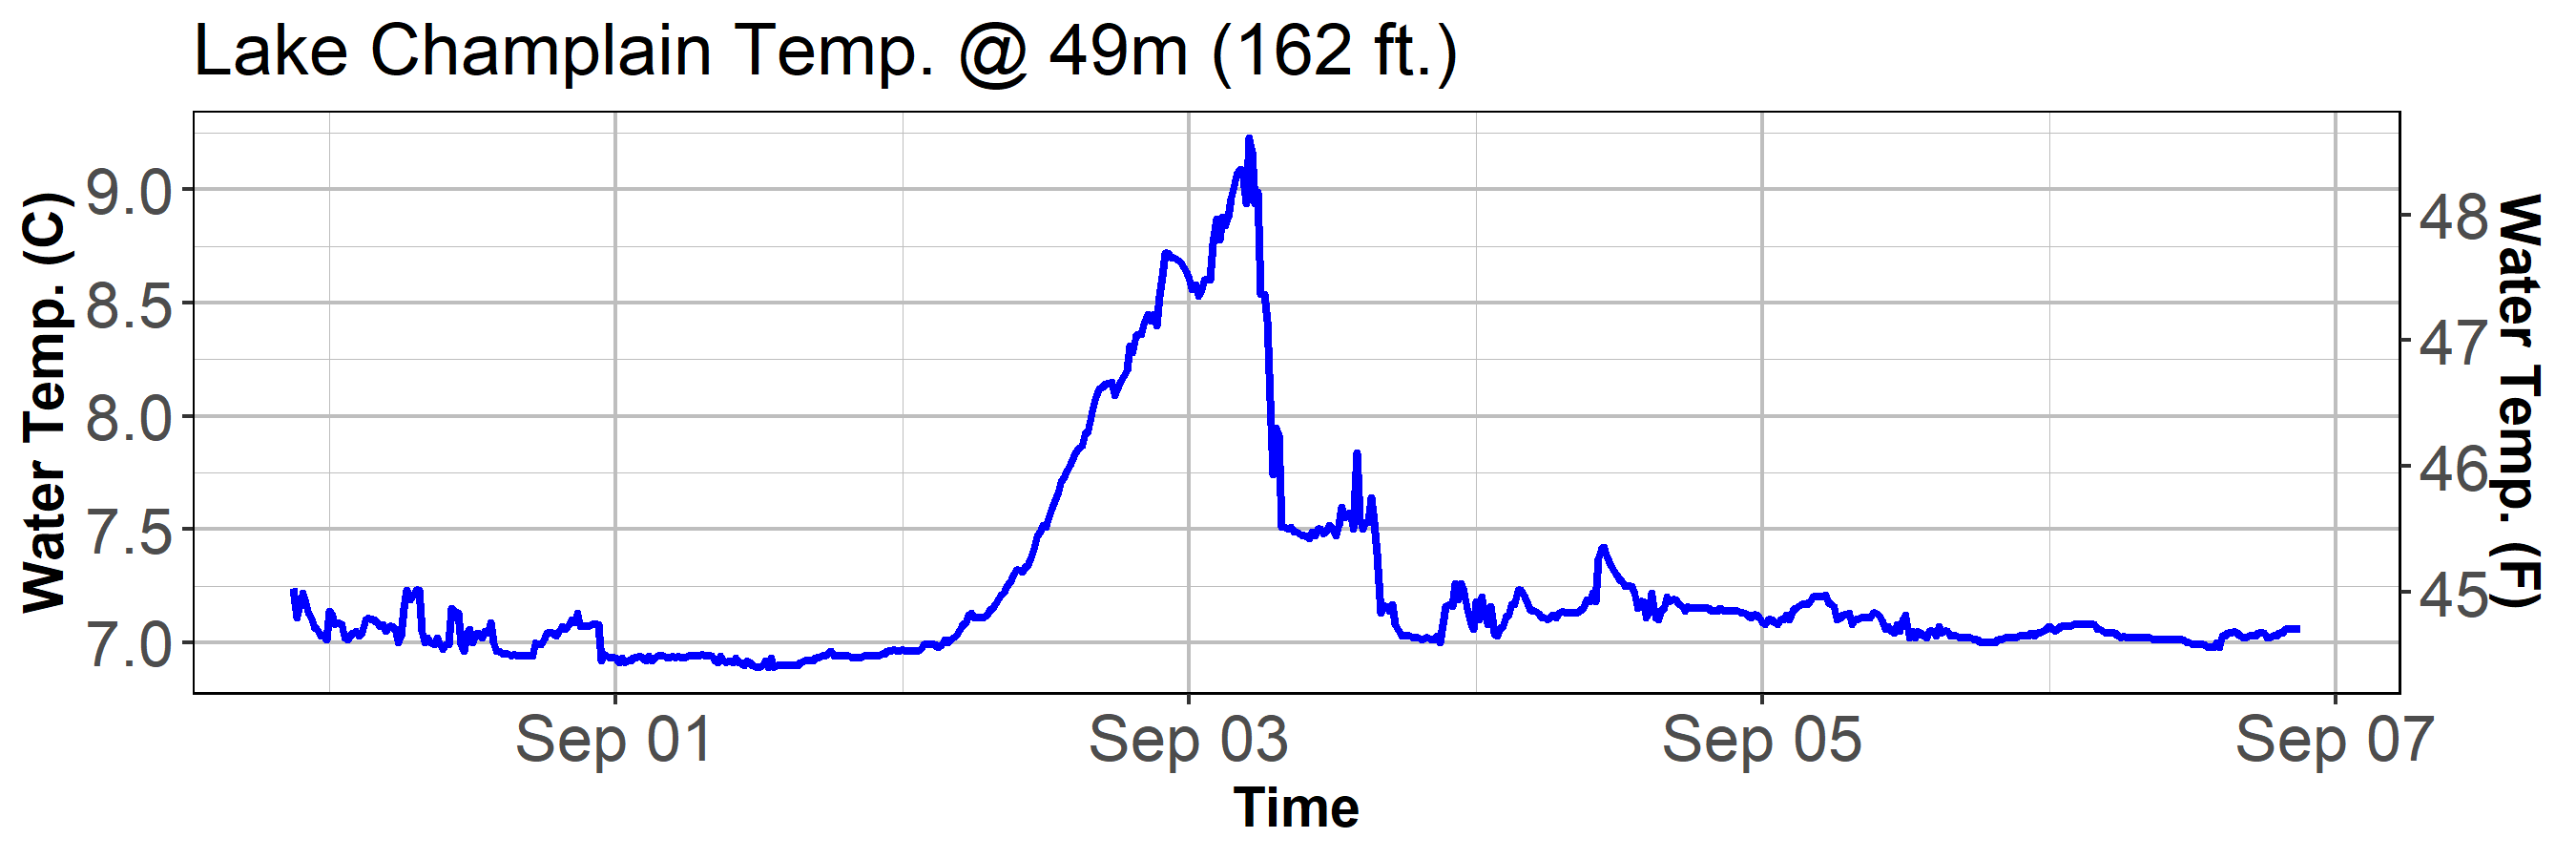 Lake Champlain Temp. @ 49m (162 ft.)
Water Temp. (C)
9.0
8.5
8.0
7.5
7.0
48
47
46
45
Water Temp. (F)
Sep 01 Sep 03 Sep 05 Sep 07
Time